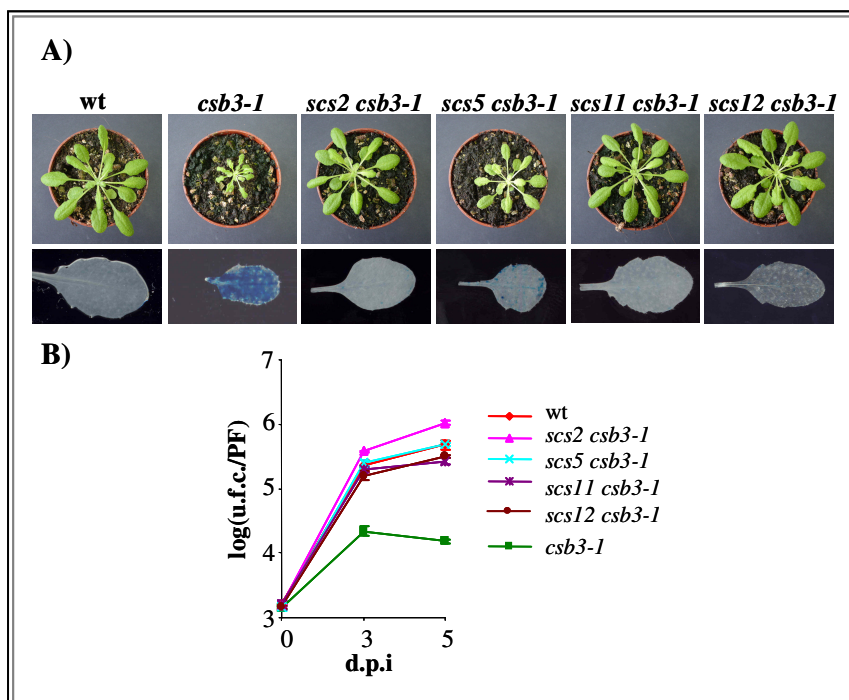 A)
wt csb3-1 scs2 csb3-1 scs5 csb3-1 scs11 csb3-1 scs12 csb3-1
B)
log(u.f.c./PF)
7
6
5
4
3
0 3 5
d.p.i
wt
scs2 csb3-1
scs5 csb3-1
scs11 csb3-1
scs12 csb3-1
csb3-1